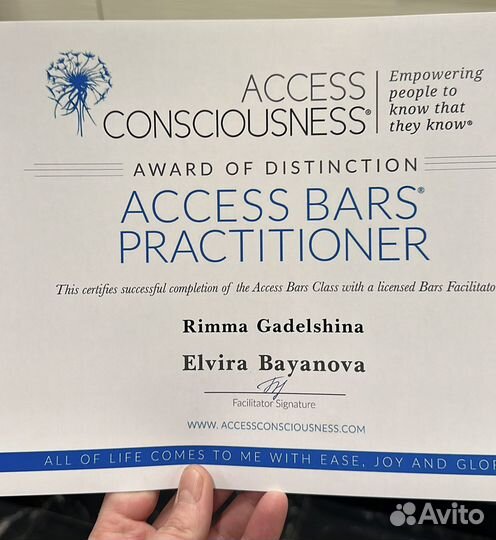 ACCESS
CONSCIOUSNESS®
Empowering
people to
know that
they know®
AWARD OF DISTINCTION
ACCESS BARS®
PRACTITIONER
This certifies successful completion of the Access Bars Class with a licensed Bars Facilitato
Rimma Gadelshina
Elvira Bayanova
Facilitator Signature
WWW.ACCESSCONSCIOUSNESS.COM
ALL OF LIFE COMES TO ME WITH EASE, JOY AND GLO
Avito